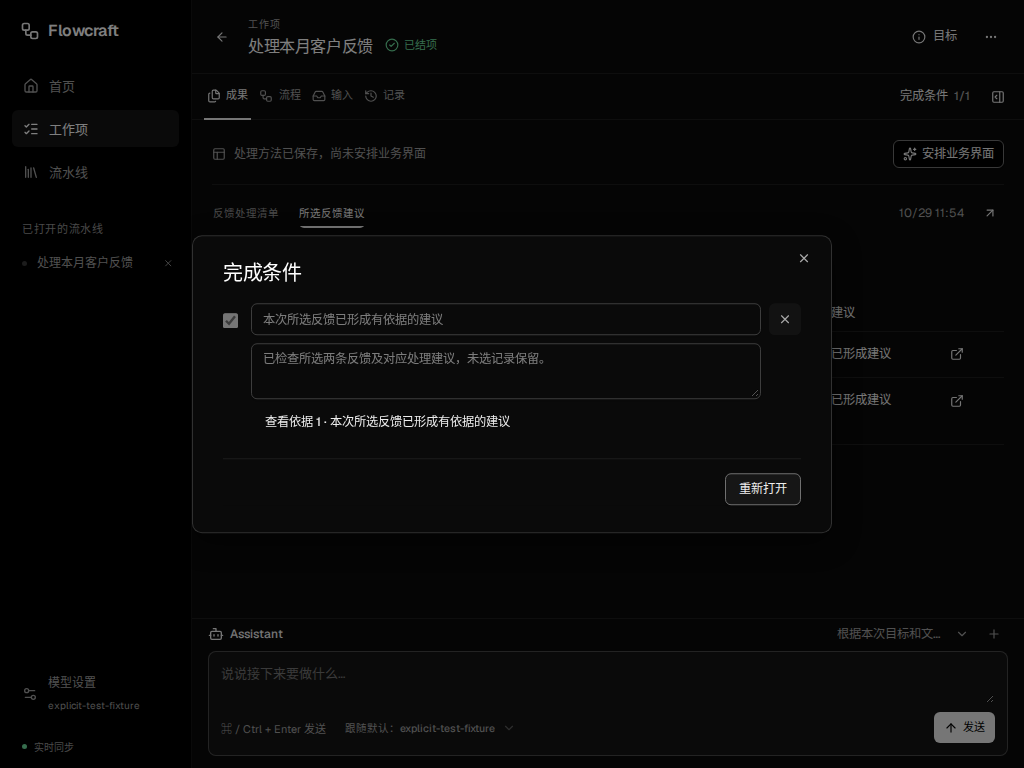 Flowcraft
首页
工作项
流水线
已打开的流水线
处理本月客户反馈
模型设置
explicit-test-fixture
实时同步
工作项
处理本月客户反馈
已结项
目标
成果
流程
输入
记录
完成条件 1/1
处理方法已保存，尚未安排业务界面
安排业务界面
反馈处理清单
所选反馈建议
10/29 11:54
完成条件
本次所选反馈已形成有依据的建议
已检查所选两条反馈及对应处理建议，未选记录保留。
查看依据 1 · 本次所选反馈已形成有依据的建议
重新打开
建议
已形成建议
已形成建议
Assistant
根据本次目标和文...
说说接下来要做什么...
⌘ / Ctrl + Enter 发送
跟随默认：explicit-test-fixture
发送